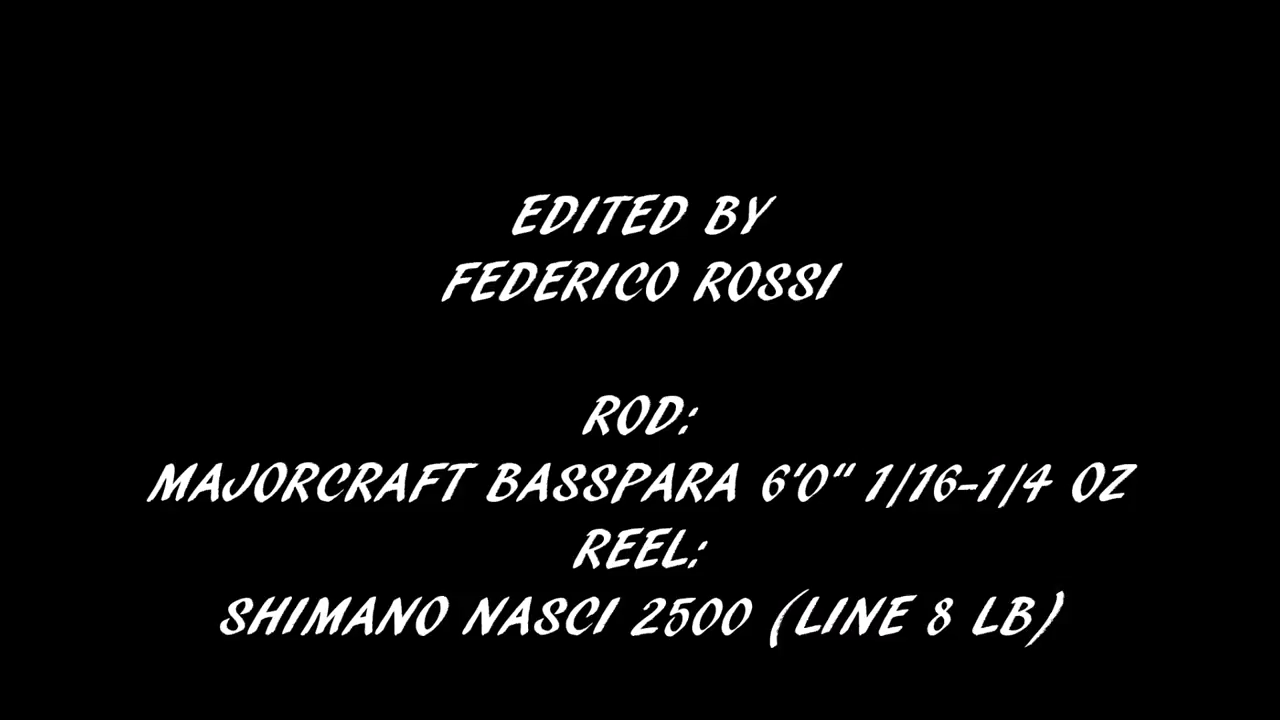 EDITED BY
FEDERICO ROSSI
ROD:
MAJORCRAFT BASSPARA 6'0" 1/16-1/4 OZ
REEL:
SHIMANO NASCI 2500 (LINE 8 LB)